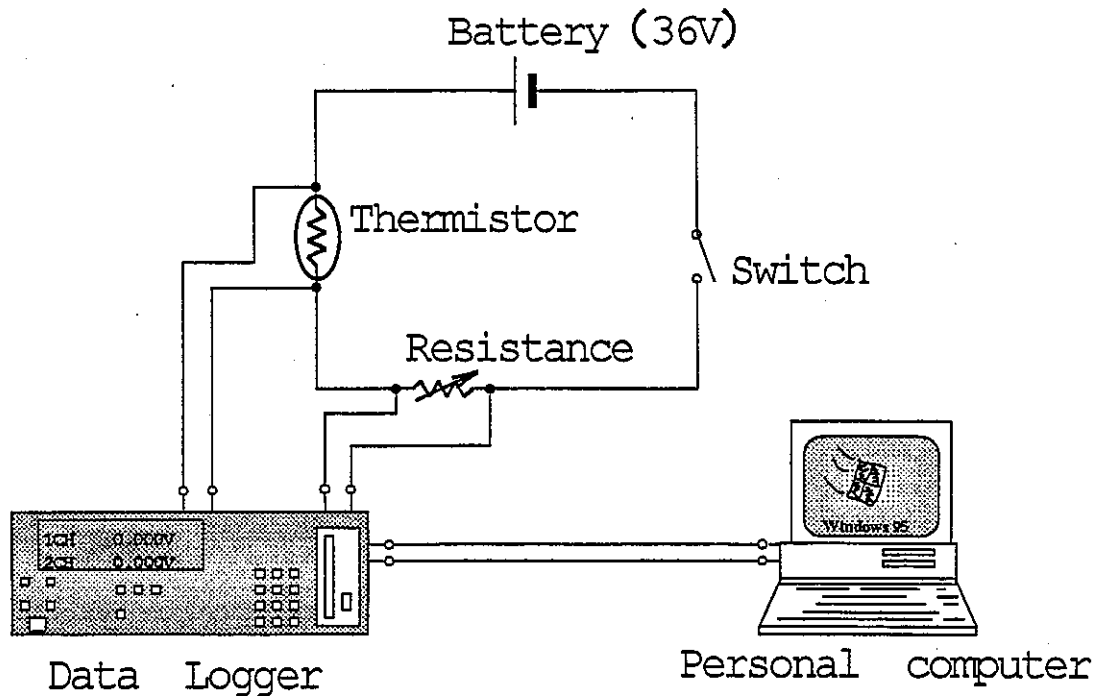 Battery (36V)
Thermistor
Switch
Resistance
Windows 95
1CH 0.000V
2CH 0.000V
Data Logger
Personal computer